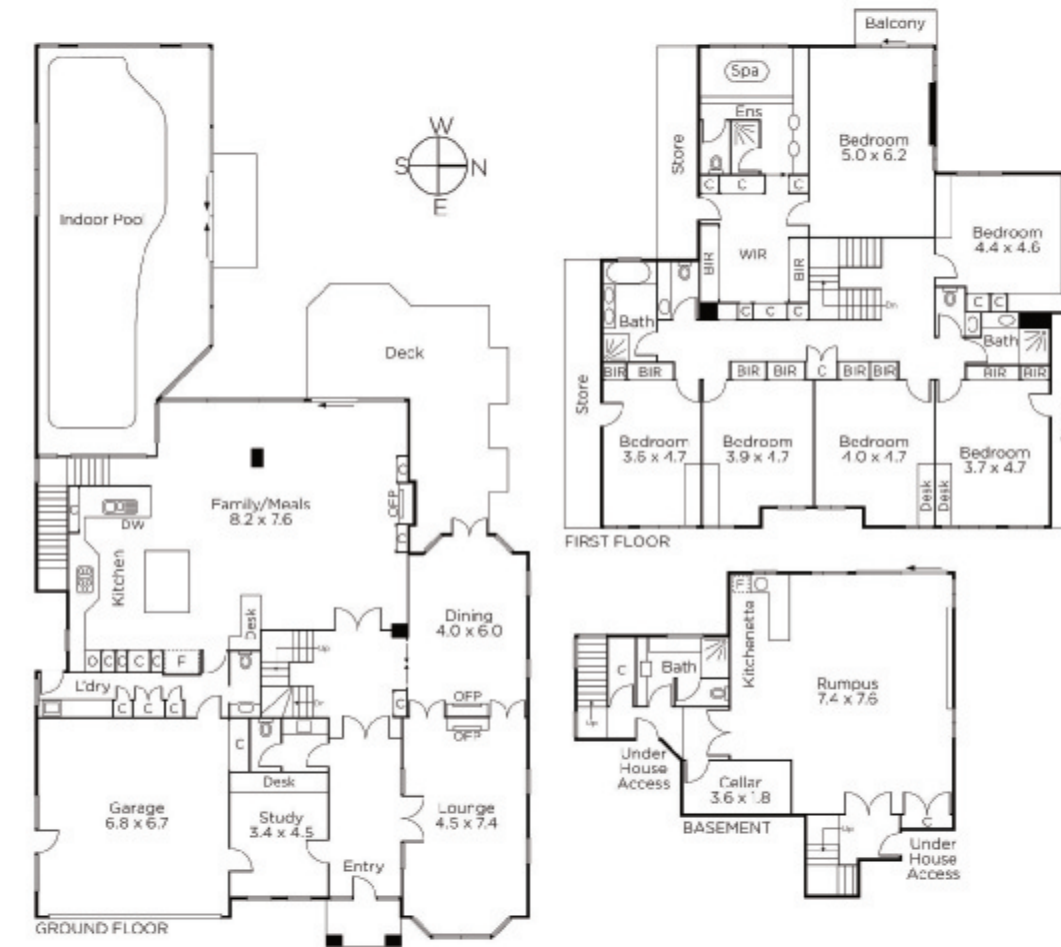 Indoor Pool
W
S
N
E
Deck
Family/Meals
8.2 x 7.6
OFP
C
C
C
DW
Kitchen
Desk
Dining
4.0 x 6.0
O
C
C
C
C
F
L'dry
C
C
C
Up
Dn
C
OFP
OFP
C
Desk
Garage
6.8 x 6.7
Study
3.4 x 4.5
Lounge
4.5 x 7.4
Entry
GROUND FLOOR
Balcony
Spa
Ens
Store
Bedroom
5.0 x 6.2
C
C
C
Bedroom
4.4 x 4.6
BIR
WIR
BIR
Dn
C
C
C
C
C
Bath
Bath
Store
BIR
BIR
BIR
BIR
C
BIR
BIR
BIR
BIR
Bedroom
3.6 x 4.7
Bedroom
3.9 x 4.7
Bedroom
4.0 x 4.7
Bedroom
3.7 x 4.7
Desk
Desk
FIRST FLOOR
F
Kitchenette
C
Bath
Rumpus
7.4 x 7.6
Up
Under
House
Access
Cellar
3.6 x 1.8
BASEMENT
Up
C
Under
House
Access